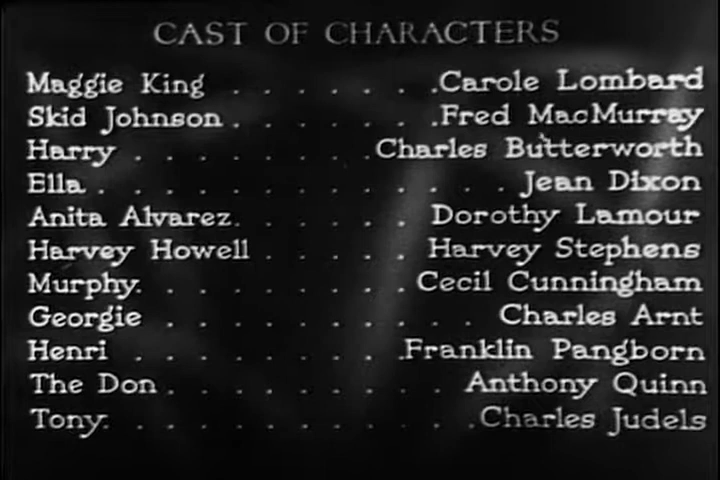 CAST OF CHARACTERS
Maggie King . . . . . . .Carole Lombard
Skid Johnson . . . . . . .Fred MacMurray
Harry . . . . . . . .Charles Butterworth
Ella . . . . . . . . . . . . . Jean Dixon
Anita Alvarez. . . . . . Dorothy Lamour
Harvey Howell . . . . . Harvey Stephens
Murphy. . . . . . . . . Cecil Cunningham
Georgie . . . . . . . . . . Charles Arnt
Henri . . . . . . . . .Franklin Pangborn
The Don . . . . . . . . . Anthony Quinn
Tony. . . . . . . . . . . .Charles Judels